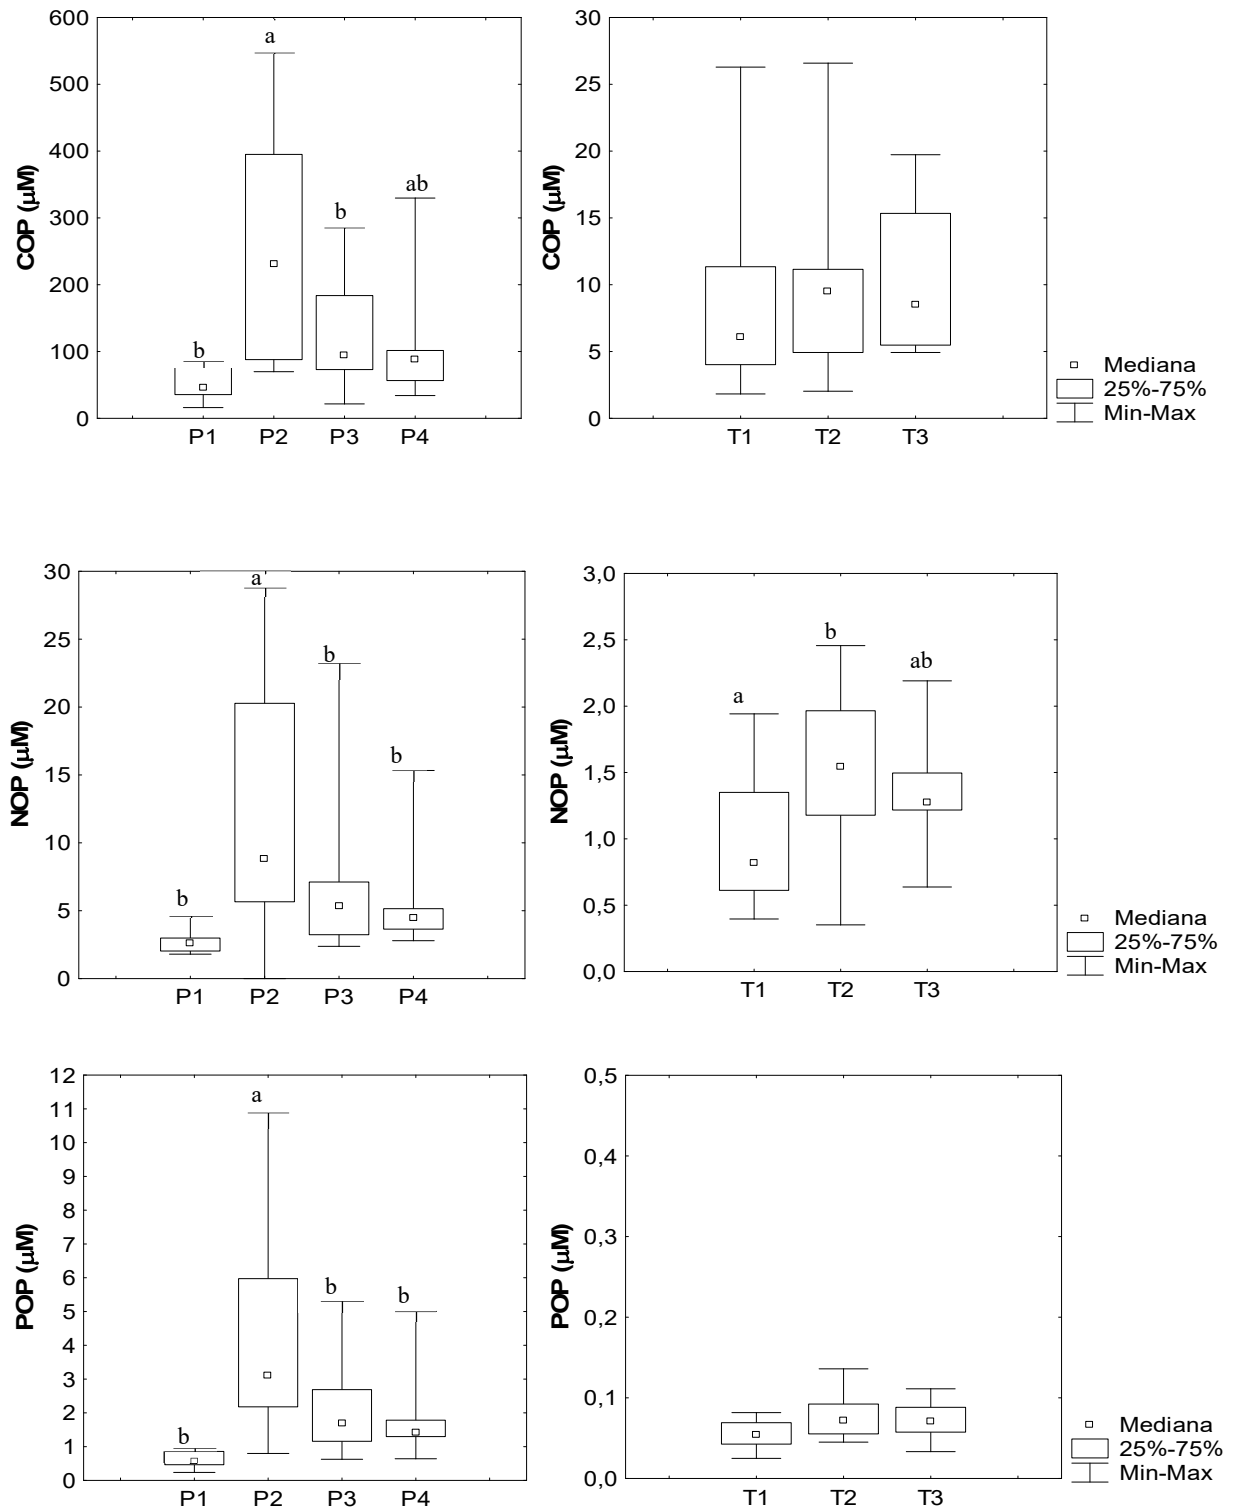 COP (µM)
600
500
400
300
200
100
0
b
a
b
ab
P1 P2 P3 P4
COP (µM)
30
25
20
15
10
5
0
T1 T2 T3
Mediana
25%-75%
Min-Max
NOP (µM)
30
25
20
15
10
5
0
b
a
b
b
P1 P2 P3 P4
NOP (µM)
3,0
2,5
2,0
1,5
1,0
0,5
0,0
a
b
ab
T1 T2 T3
Mediana
25%-75%
Min-Max
POP (µM)
12
11
10
9
8
7
6
5
4
3
2
1
0
b
a
b
b
P1 P2 P3 P4
POP (µM)
0,5
0,4
0,3
0,2
0,1
0,0
T1 T2 T3
Mediana
25%-75%
Min-Max